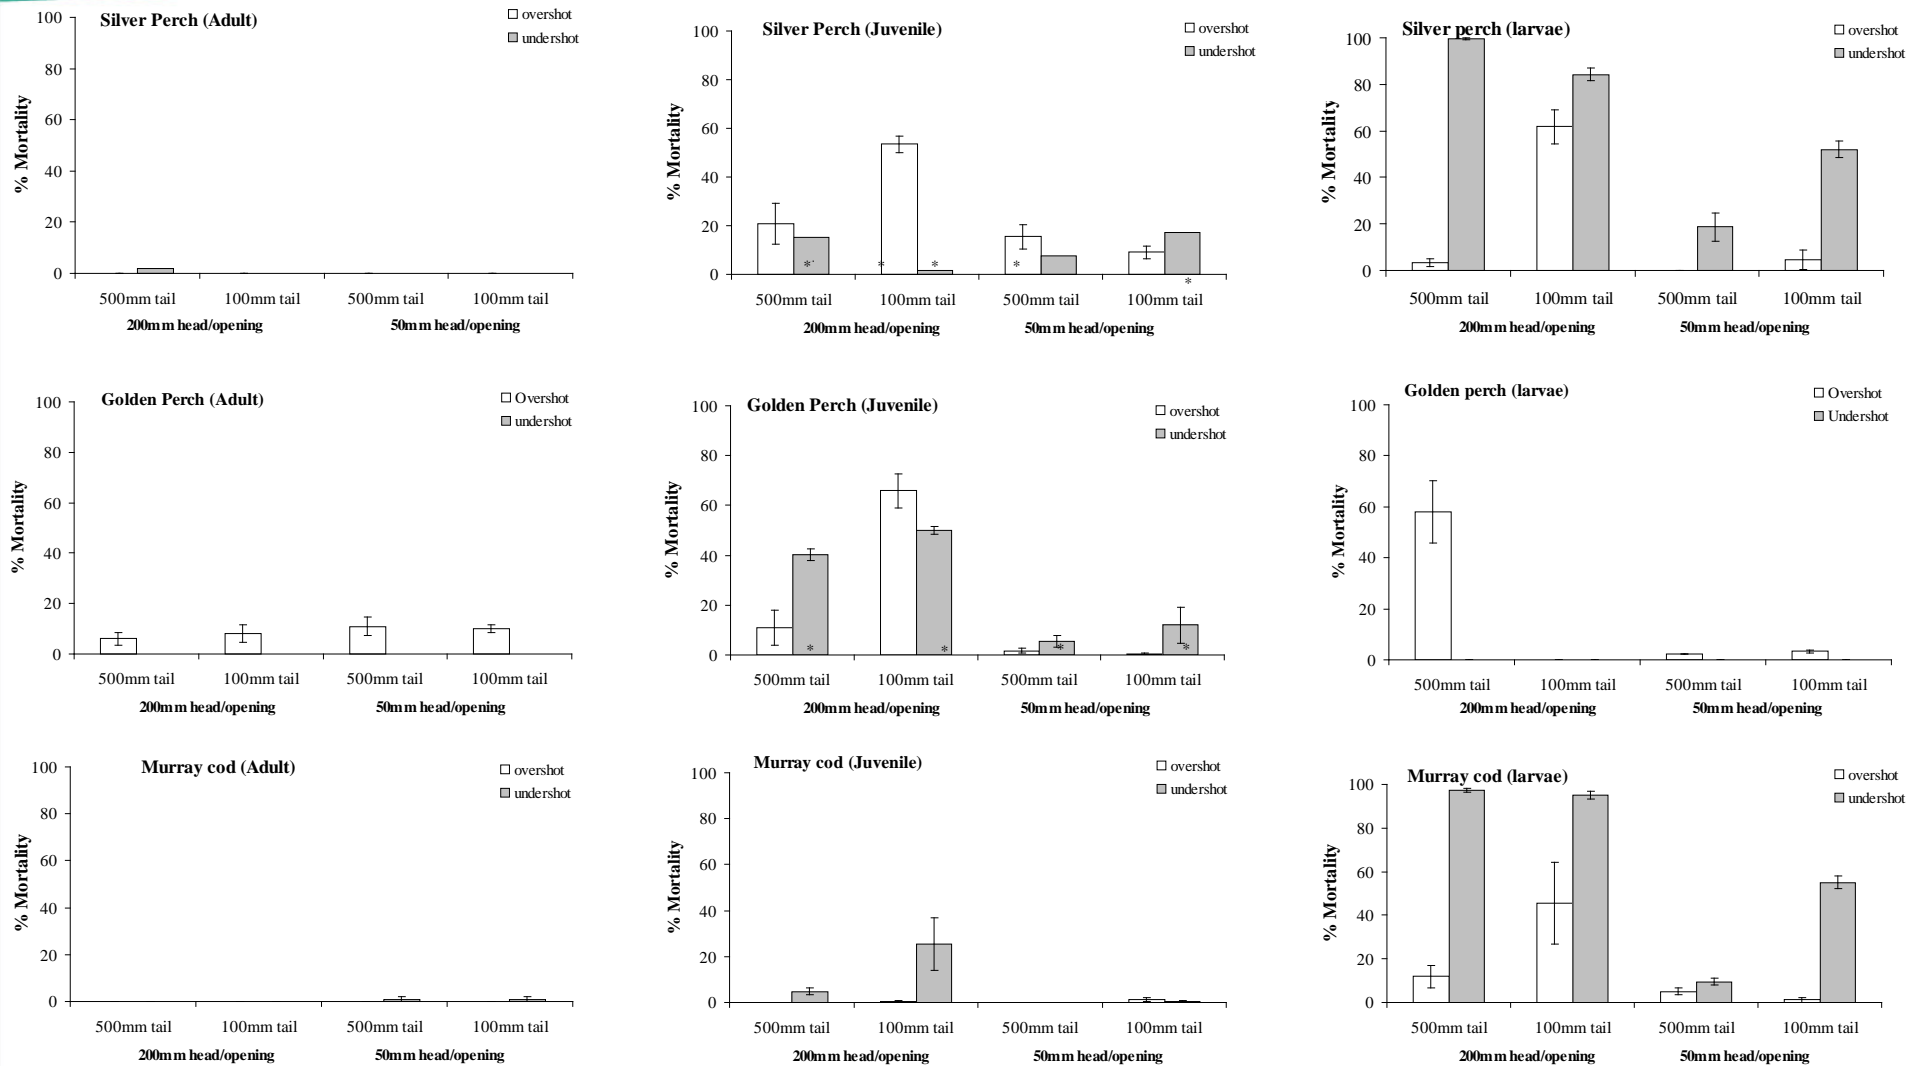 Silver Perch (Adult)
overshot
undershot
% Mortality
100
80
60
40
20
0
500mm tail 100mm tail 500mm tail 100mm tail
200mm head/opening 50mm head/opening
Silver Perch (Juvenile)
overshot
undershot
% Mortality
100
80
60
40
20
0
* * * *
*
500mm tail 100mm tail 500mm tail 100mm tail
200mm head/opening 50mm head/opening
Silver perch (larvae)
overshot
undershot
% Mortality
100
80
60
40
20
0
500mm tail 100mm tail 500mm tail 100mm tail
200mm head/opening 50mm head/opening
Golden Perch (Adult)
Overshot
undershot
% Mortality
100
80
60
40
20
0
500mm tail 100mm tail 500mm tail 100mm tail
200mm head/opening 50mm head/opening
Golden Perch (Juvenile)
overshot
undershot
% Mortality
100
80
60
40
20
0
* * * *
500mm tail 100mm tail 500mm tail 100mm tail
200mm head/opening 50mm head/opening
Golden perch (larvae)
Overshot
Undershot
% Mortality
100
80
60
40
20
0
500mm tail 100mm tail 500mm tail 100mm tail
200mm head/opening 50mm head/opening
Murray cod (Adult)
overshot
undershot
% Mortality
100
80
60
40
20
0
500mm tail 100mm tail 500mm tail 100mm tail
200mm head/opening 50mm head/opening
Murray cod (Juvenile)
overshot
undershot
% Mortality
100
80
60
40
20
0
500mm tail 100mm tail 500mm tail 100mm tail
200mm head/opening 50mm head/opening
Murray cod (larvae)
overshot
undershot
% Mortality
100
80
60
40
20
0
500mm tail 100mm tail 500mm tail 100mm tail
200mm head/opening 50mm head/opening